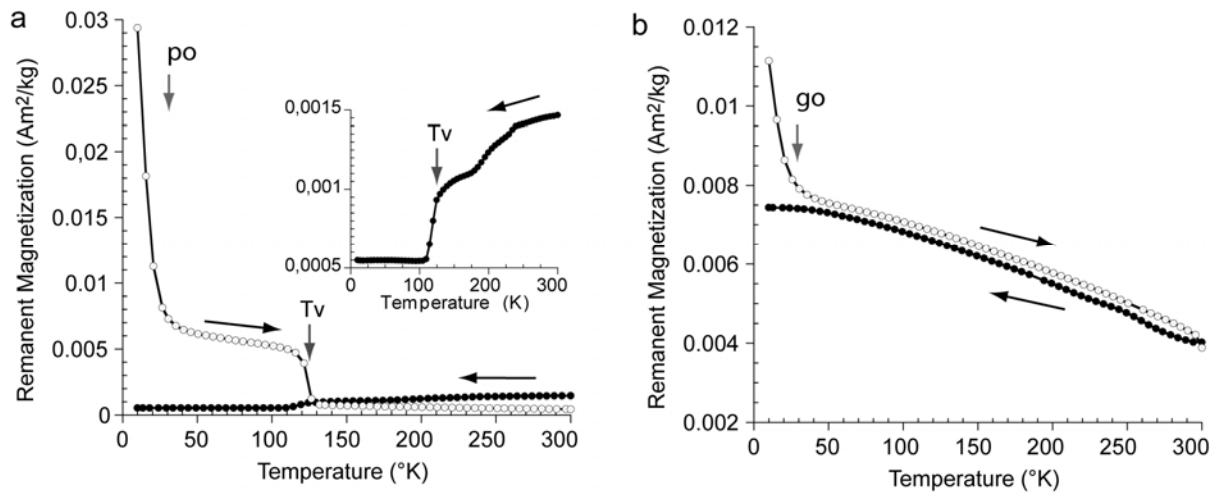 a
0.03
0.025
0,02
0.015
0.01
0.005
0
po
Tv
0 50 100 150 200 250 300
Temperature (°K)
Remanent Magnetization (Am²/kg)
0,0015
0,001
0,0005
Tv
0 50 100 150 200 250 300
Temperature (°K)
b
0.012
0.01
0.008
0.006
0.004
0.002
go
0 50 100 150 200 250 300
Temperature (°K)
Remanent Magnetization (Am²/kg)